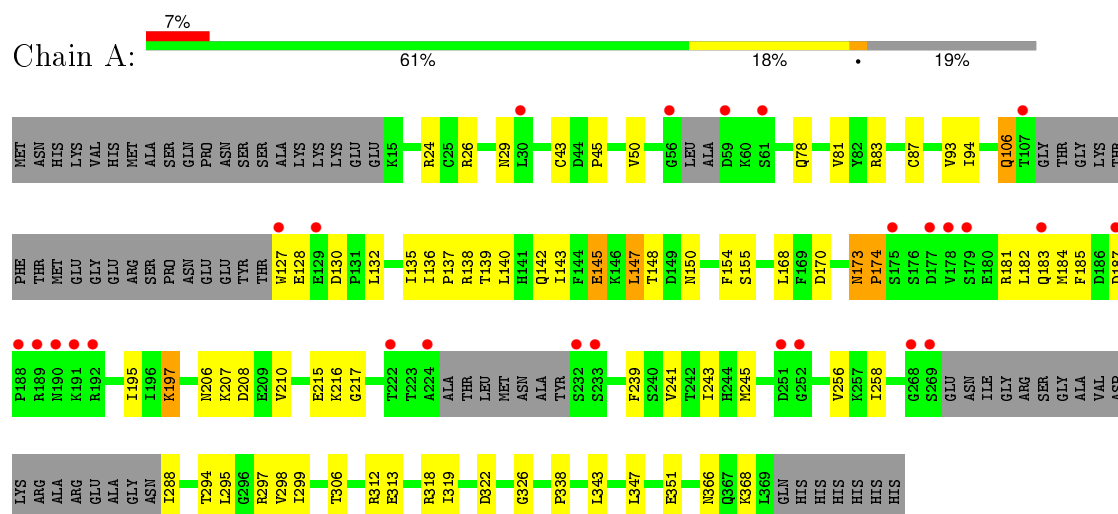 7%
Chain A:
61% 18% • 19%
MET ASN HIS LYS VAL HIS MET ALA SER GLN PRO ASN SER SER ALA LYS LYS LYS GLU GLU K15 R24 C25 R26 N29 L30 C43 D44 P45 V50 G56 LEU ALA D59 K60 S61 Q78 V81 Y82 R83 C87 V93 I94 Q106 T107 GLY THR GLY LYS THR
PHE THR MET GLU GLY GLU ARG SER PRO ASN GLU GLU TYR THR W127 E128 E129 D130 P131 L132 I135 I136 P137 R138 T139 L140 H141 Q142 I143 F144 E145 K146 L147 T148 D149 N150 F154 S155 L168 F169 D170 N173 P174 S175 S176 D177 V178 S179 E180 R181 L182 Q183 M184 F185 D186 D187
P188 R189 N190 K191 R192 I195 I196 K197 N206 K207 D208 E209 V210 E215 K216 G217 T222 T223 A224 ALA THR LEU MET ASN ALA TYR S232 S233 F239 S240 V241 T242 I243 H244 M245 D251 G252 V256 K257 I258 G268 S269 GLU ASN ILE GLY ARG SER GLY ALA VAL ASP
LYS ARG ALA ARG GLU ALA GLY ASN I288 T294 L295 G296 R297 V298 I299 T306 R312 E313 R318 I319 D322 G326 P338 L343 L347 E351 N366 Q367 K368 L369 GLN HIS HIS HIS HIS HIS HIS